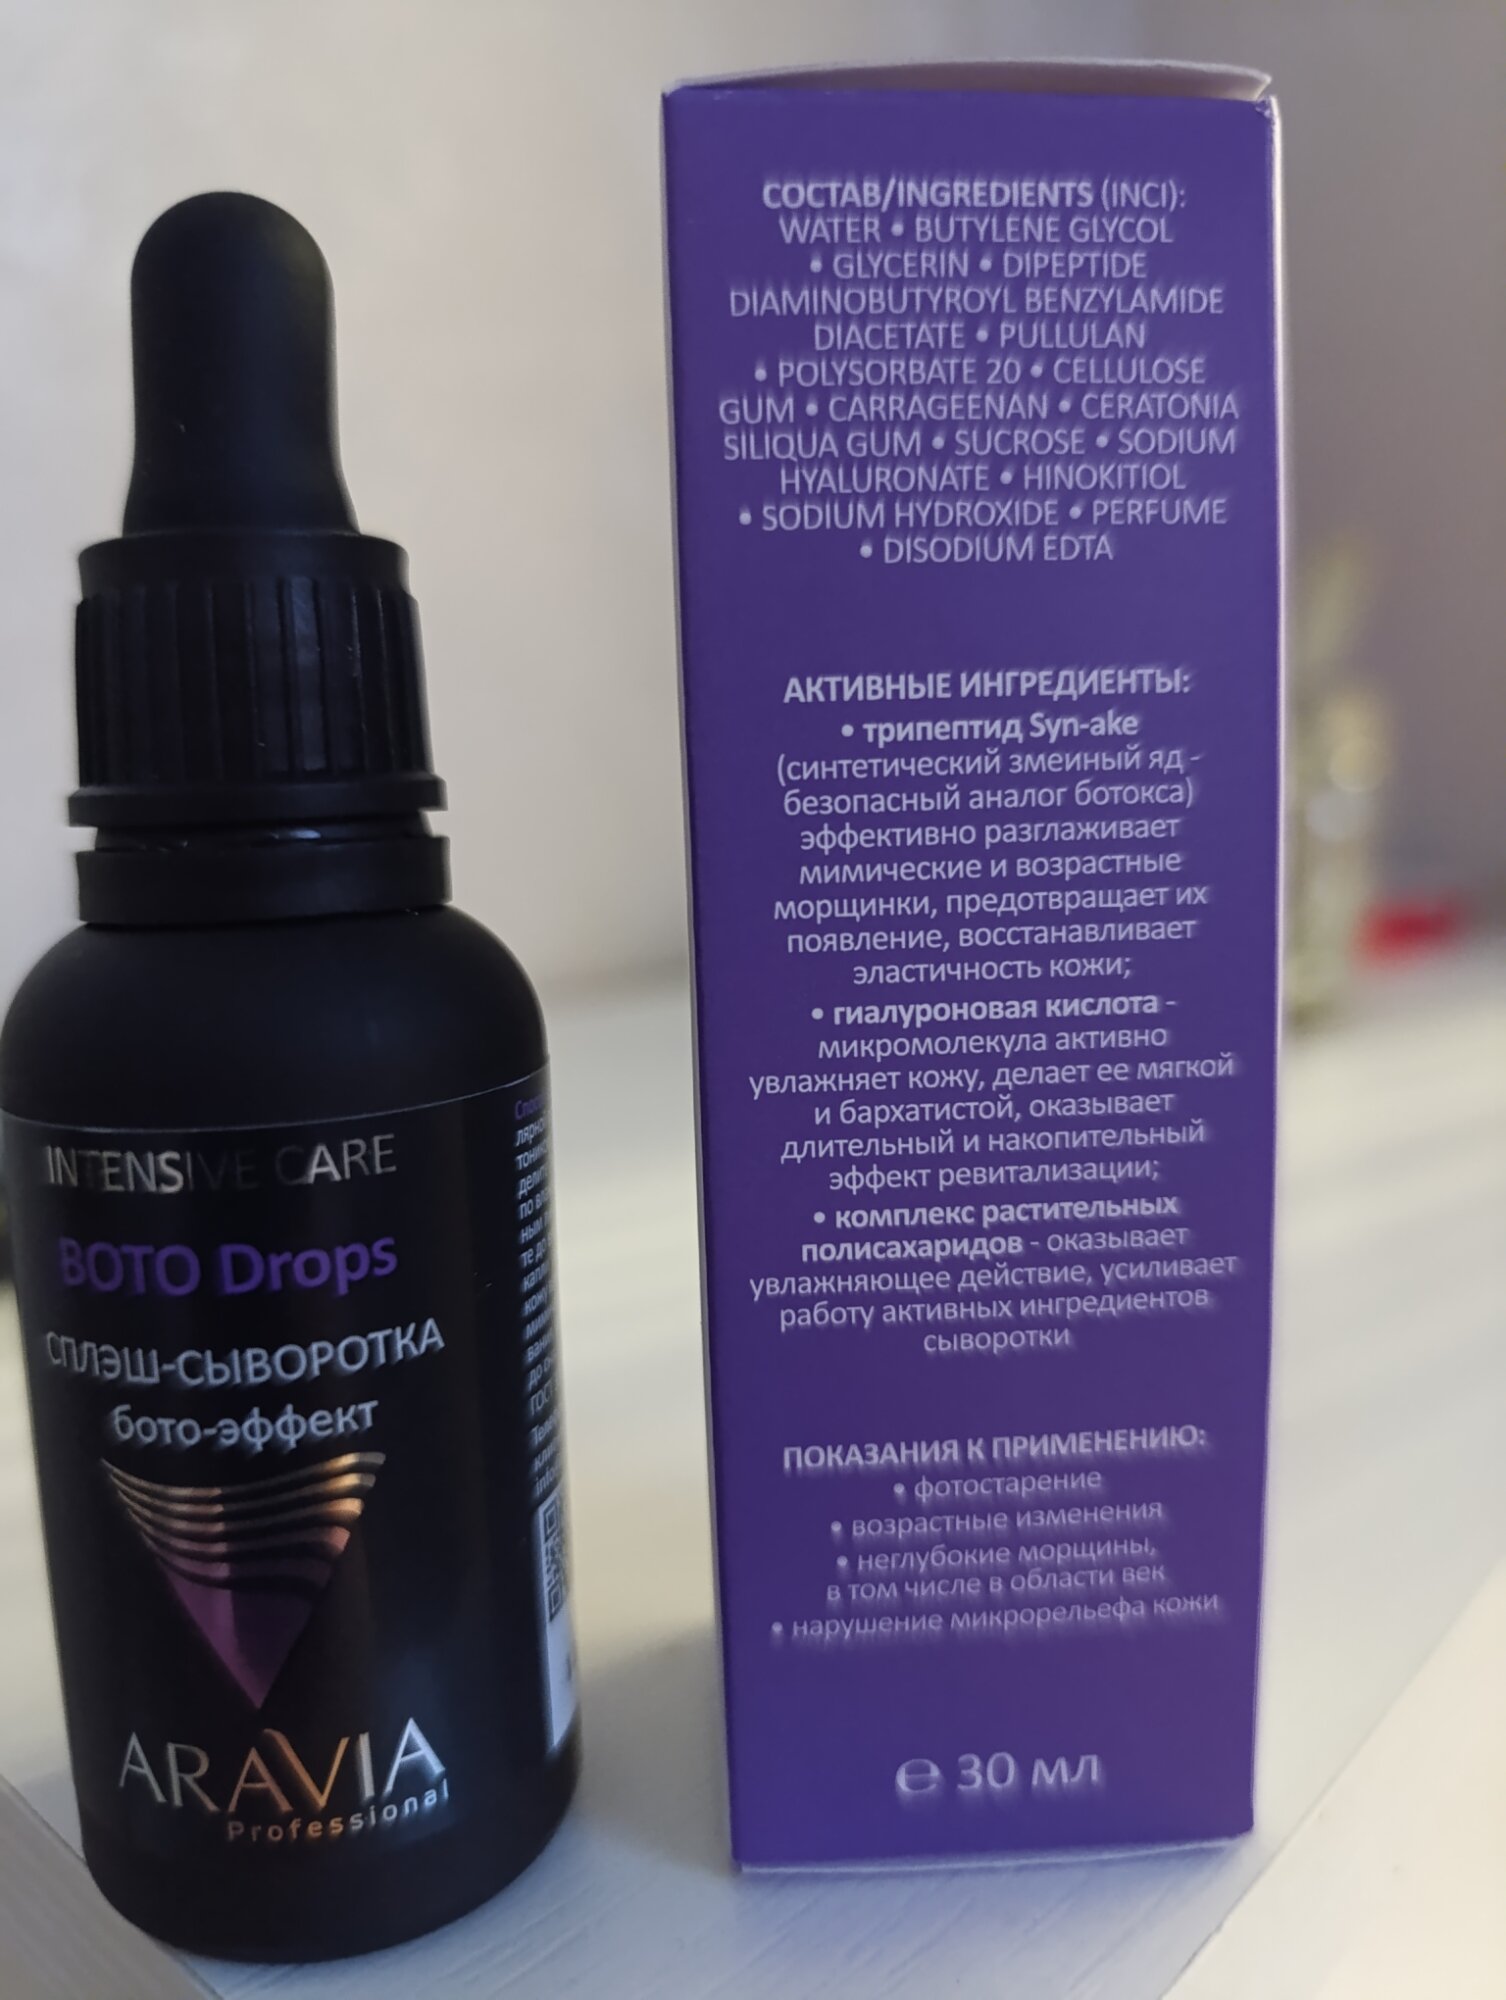 INTENSIVE CARE
BOTO Drops
СПЛЭШ-СЫВОРОТКА
бото-эффект
ARAVIA
Professional
СОСТАВ/INGREDIENTS (INCI):
WATER • BUTYLENE GLYCOL
• GLYCERIN • DIPEPTIDE
DIAMINOBUTYROYL BENZYLAMIDE
DIACETATE • PULLULAN
• POLYSORBATE 20 • CELLULOSE
GUM • CARRAGEENAN • CERATONIA
SILIQUA GUM • SUCROSE • SODIUM
HYALURONATE • HINOKITIOL
• SODIUM HYDROXIDE • PERFUME
• DISODIUM EDTA
АКТИВНЫЕ ИНГРЕДИЕНТЫ:
• трипептид Syn-ake
(синтетический змеиный яд -
безопасный аналог ботокса)
эффективно разглаживает
мимические и возрастные
морщинки, предотвращает их
появление, восстанавливает
эластичность кожи;
• гиалуроновая кислота -
микромолекула активно
увлажняет кожу, делает ее мягкой
и бархатистой, оказывает
длительный и накопительный
эффект ревитализации;
• комплекс растительных
полисахаридов - оказывает
увлажняющее действие, усиливает
работу активных ингредиентов
сыворотки
ПОКАЗАНИЯ К ПРИМЕНЕНИЮ:
• фотостарение
• возрастные изменения
• неглубокие морщины,
в том числе в области век
• нарушение микрорельефа кожи
℮ 30 мл